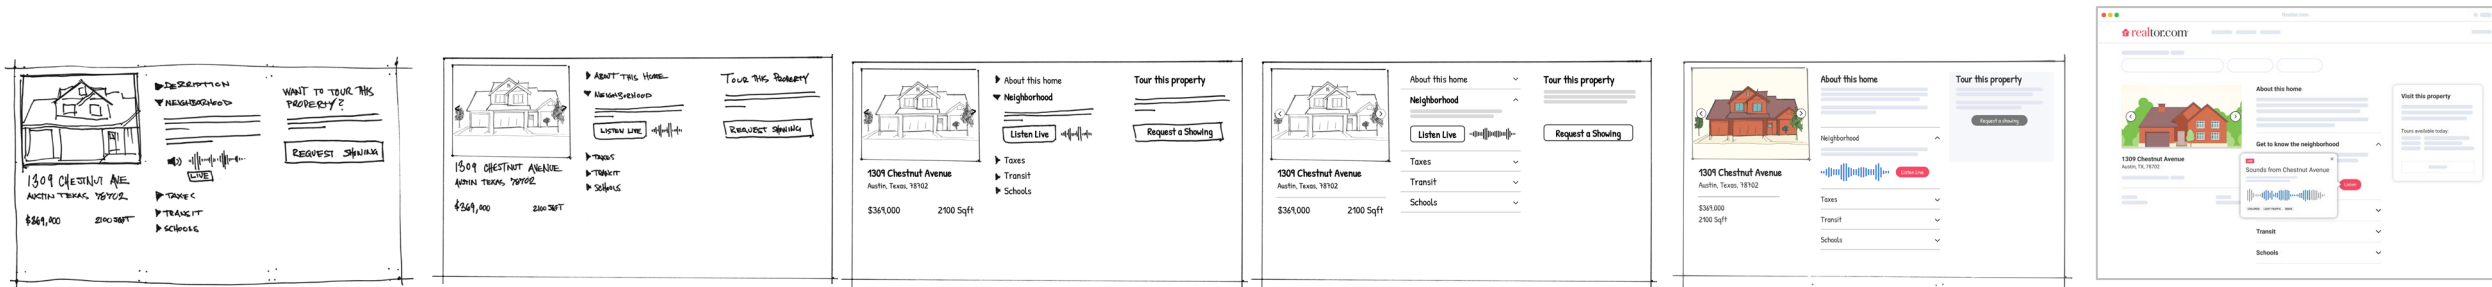 DESCRIPTION
NEIGHBORHOOD
LIVE
TAXES
TRANSIT
SCHOOLS
WANT TO TOUR THIS
PROPERTY?
REQUEST SHOWING
1309 CHESTNUT AVE
AUSTIN TEXAS 78702
$369,000 2100 SQFT
ABOUT THIS HOME
NEIGHBORHOOD
LISTEN LIVE
TAXES
TRANSIT
SCHOOLS
TOUR THIS PROPERTY
REQUEST SHOWING
1309 CHESTNUT AVENUE
AUSTIN TEXAS 78702
$369,000 2100 SQFT
About this home
Neighborhood
Listen Live
Taxes
Transit
Schools
Tour this property
Request a Showing
1309 Chestnut Avenue
Austin, Texas, 78702
$369,000 2100 Sqft
About this home
Neighborhood
Listen Live
Taxes
Transit
Schools
Tour this property
Request a Showing
1309 Chestnut Avenue
Austin, Texas, 78702
$369,000 2100 Sqft
About this home
Neighborhood
Listen Live
Taxes
Transit
Schools
Tour this property
Request a showing
1309 Chestnut Avenue
Austin, Texas, 78702
$369,000
2100 Sqft
realtor.com
About this home
Get to know the neighborhood
Sounds from Chestnut Avenue
Listen
Transit
Schools
Visit this property
Tours available today:
1309 Chestnut Avenue
Austin, TX, 78702